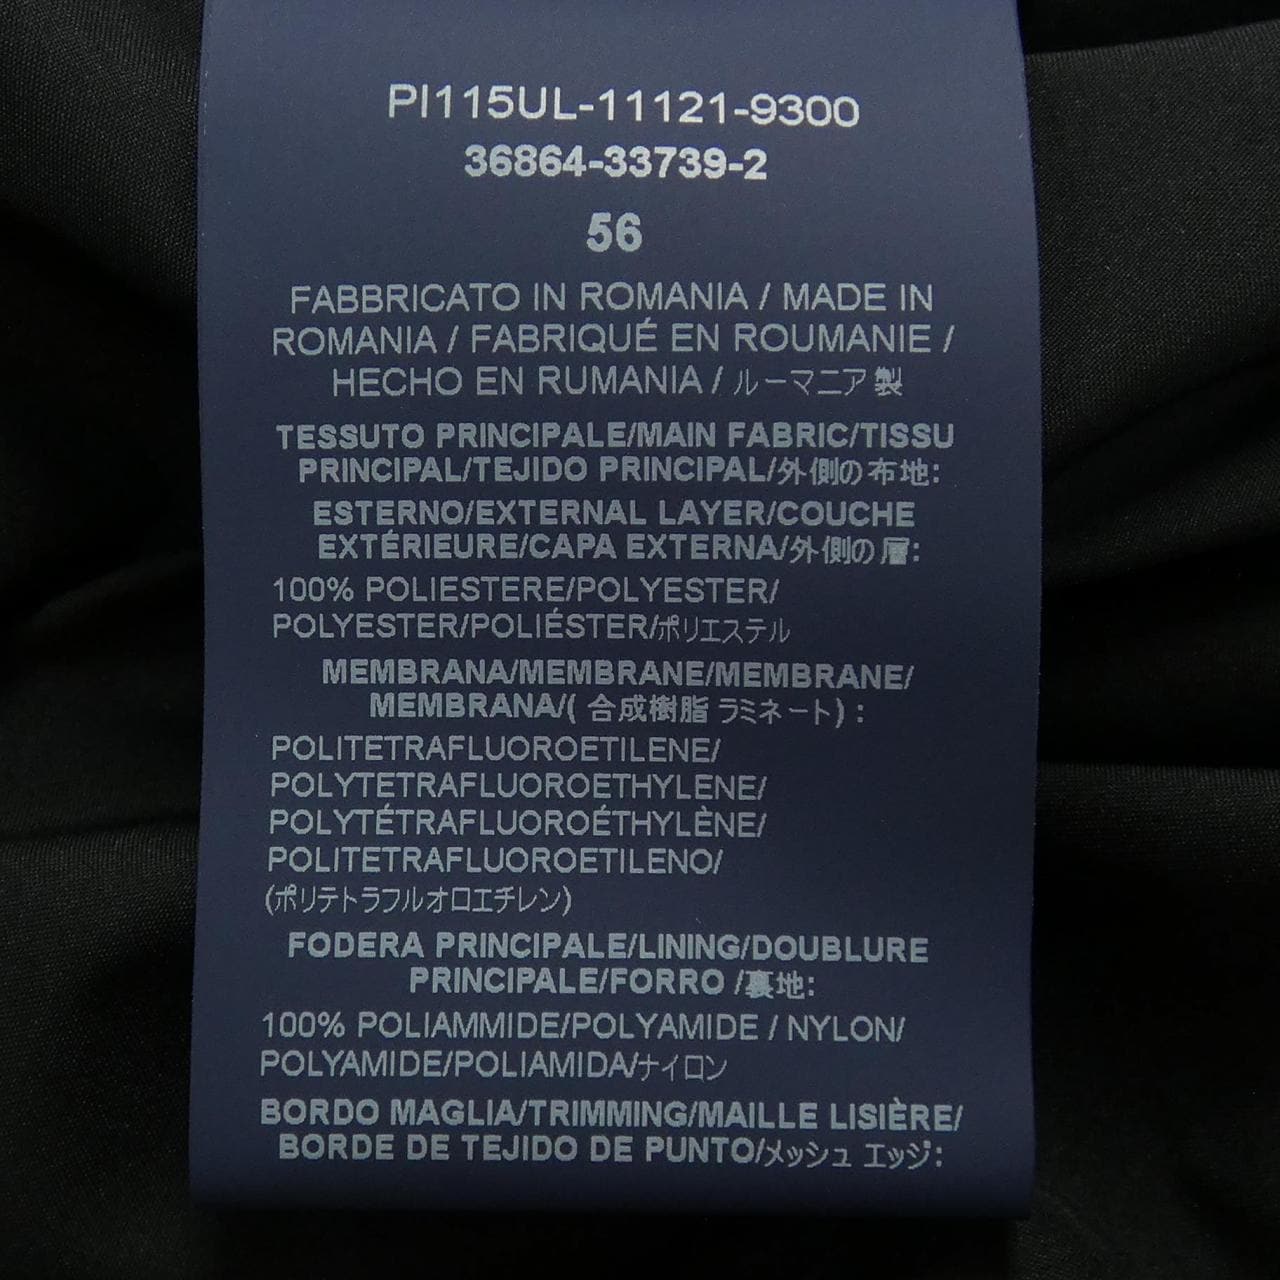 PI115UL-11121-9300
36864-33739-2
56
FABBRICATO IN ROMANIA / MADE IN
ROMANIA / FABRIQUÉ EN ROUMANIE /
HECHO EN RUMANIA / ルーマニア製
TESSUTO PRINCIPALE/MAIN FABRIC/TISSU
PRINCIPAL/TEJIDO PRINCIPAL/外側の布地:
ESTERNO/EXTERNAL LAYER/COUCHE
EXTÉRIEURE/CAPA EXTERNA/外側の層:
100% POLIESTERE/POLYESTER/
POLYESTER/POLIÉSTER/ポリエステル
MEMBRANA/MEMBRANE/MEMBRANE/
MEMBRANA/( 合成樹脂 ラミネート) :
POLITETRAFLUOROETILENE/
POLYTETRAFLUOROETHYLENE/
POLYTÉTRAFLUOROÉTHYLÈNE/
POLITETRAFLUOROETILENO/
(ポリテトラフルオロエチレン)
FODERA PRINCIPALE/LINING/DOUBLURE
PRINCIPALE/FORRO /裏地:
100% POLIAMMIDE/POLYAMIDE / NYLON/
POLYAMIDE/POLIAMIDA/ナイロン
BORDO MAGLIA/TRIMMING/MAILLE LISIÈRE/
BORDE DE TEJIDO DE PUNTO/メッシュ エッジ: